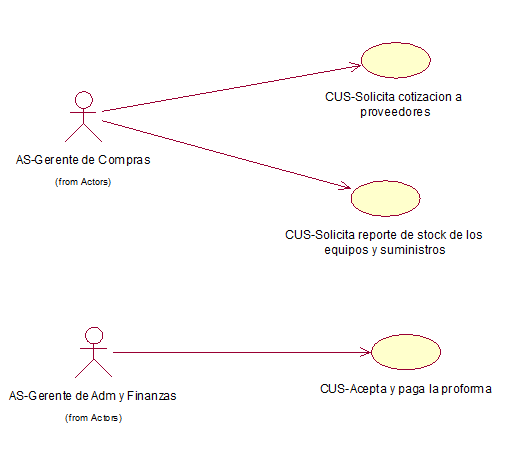 CUS-Solicita cotizacion a
proveedores
AS-Gerente de Compras
(from Actors)
CUS-Solicita reporte de stock de los
equipos y suministros
AS-Gerente de Adm y Finanzas
(from Actors)
CUS-Acepta y paga la proforma